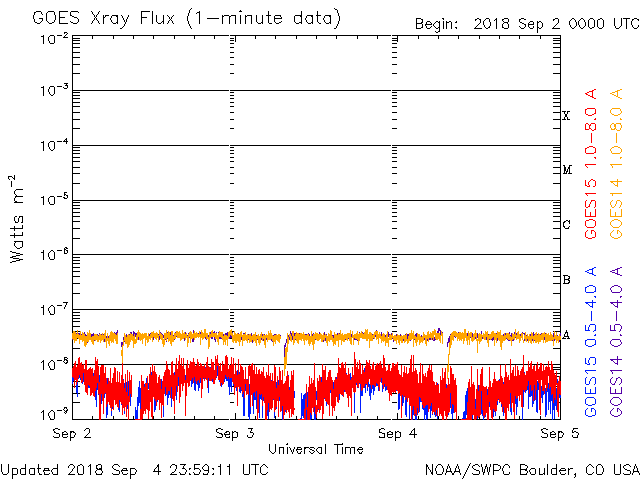 GOES Xray Flux (1-minute data)
Begin: 2018 Sep 2 0000 UTC
10⁻²
10⁻³
10⁻⁴
10⁻⁵
10⁻⁶
10⁻⁷
10⁻⁸
10⁻⁹
Watts m⁻²
X
M
C
B
A
GOES15 1.0-8.0 A
GOES14 1.0-8.0 A
GOES15 0.5-4.0 A
GOES14 0.5-4.0 A
Sep 2
Sep 3
Sep 4
Sep 5
Universal Time
Updated 2018 Sep 4 23:59:11 UTC
NOAA/SWPC Boulder, CO USA